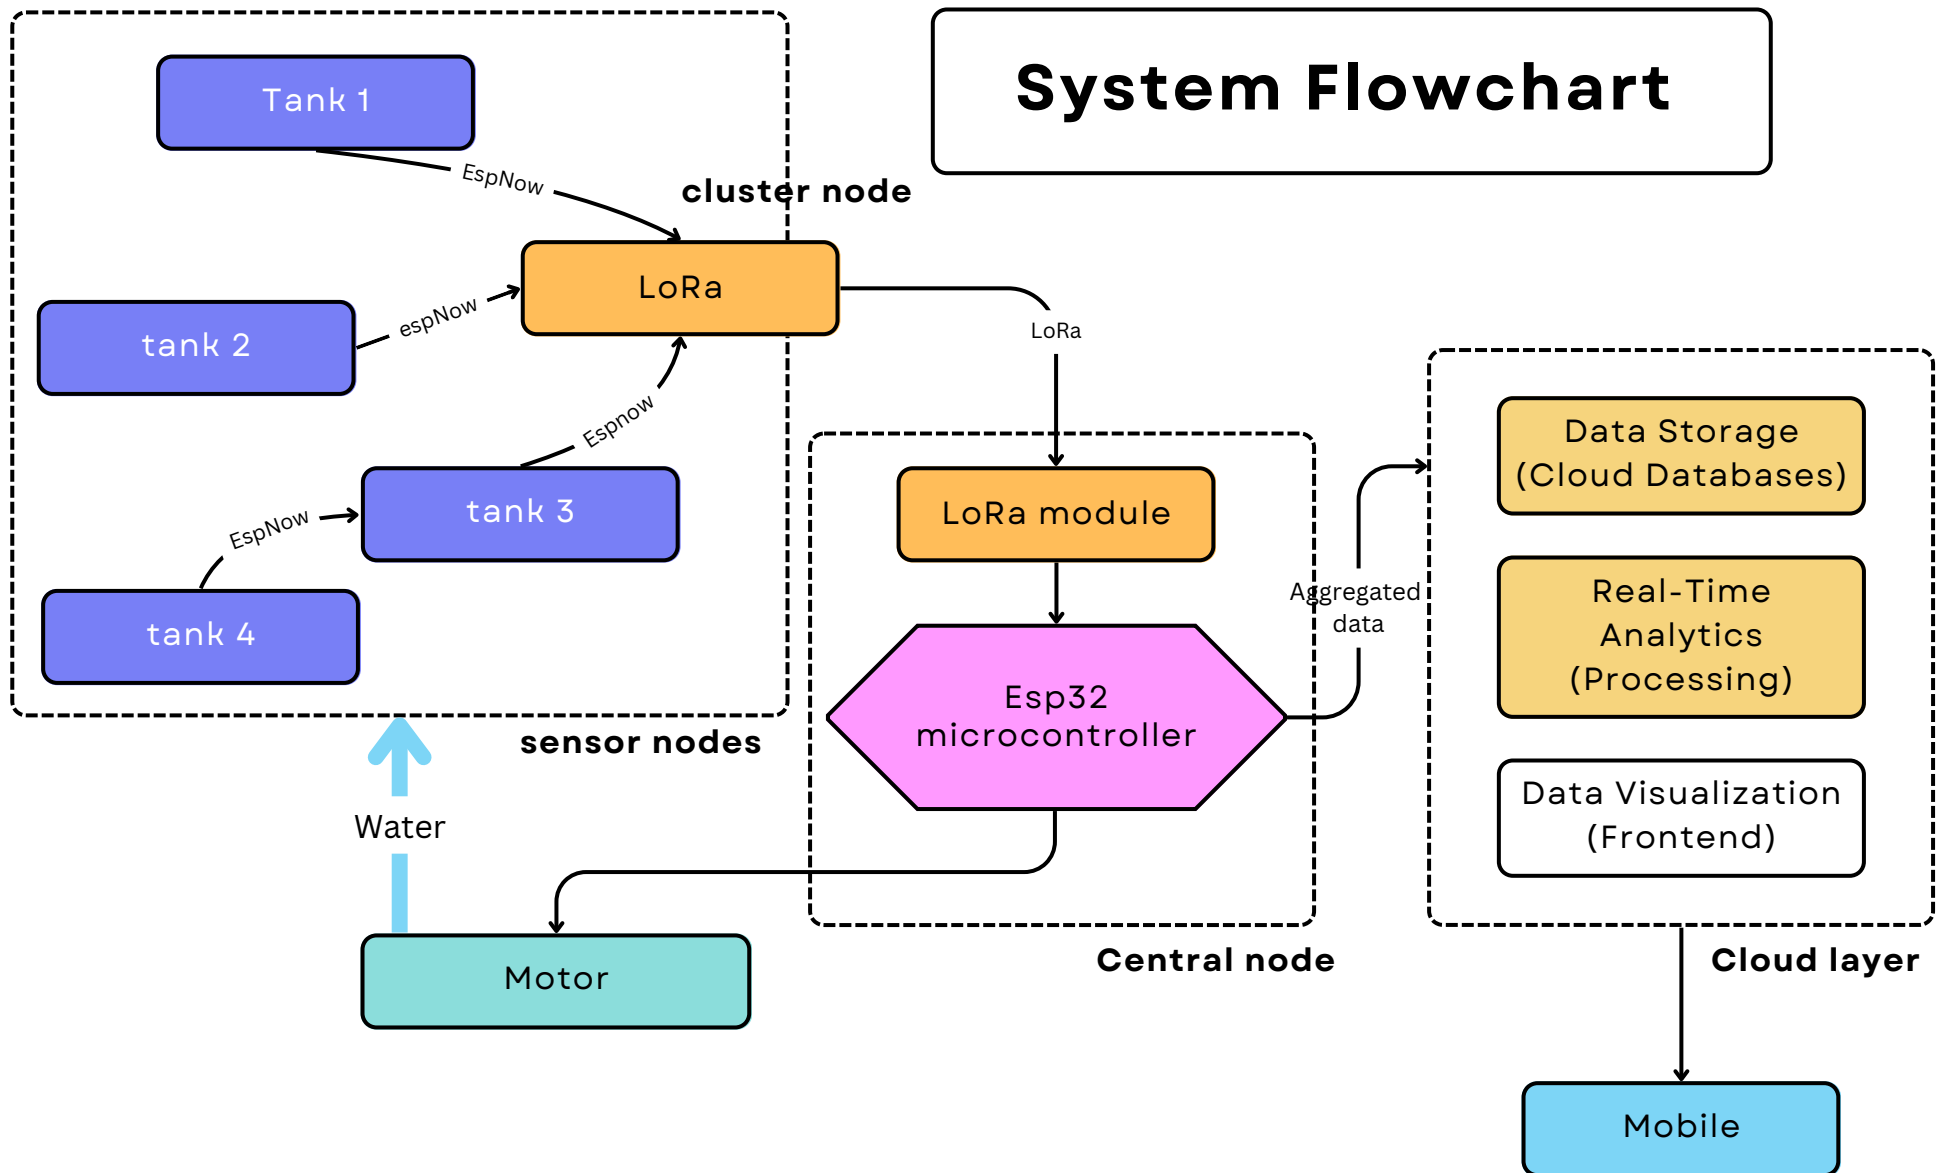 System Flowchart
Tank 1
EspNow
cluster node
LoRa
tank 2
espNow
LoRa
Espnow
tank 3
EspNow
tank 4
sensor nodes
Water
Motor
LoRa module
Esp32
microcontroller
Central node
Aggregated
data
Data Storage
(Cloud Databases)
Real-Time
Analytics
(Processing)
Data Visualization
(Frontend)
Cloud layer
Mobile